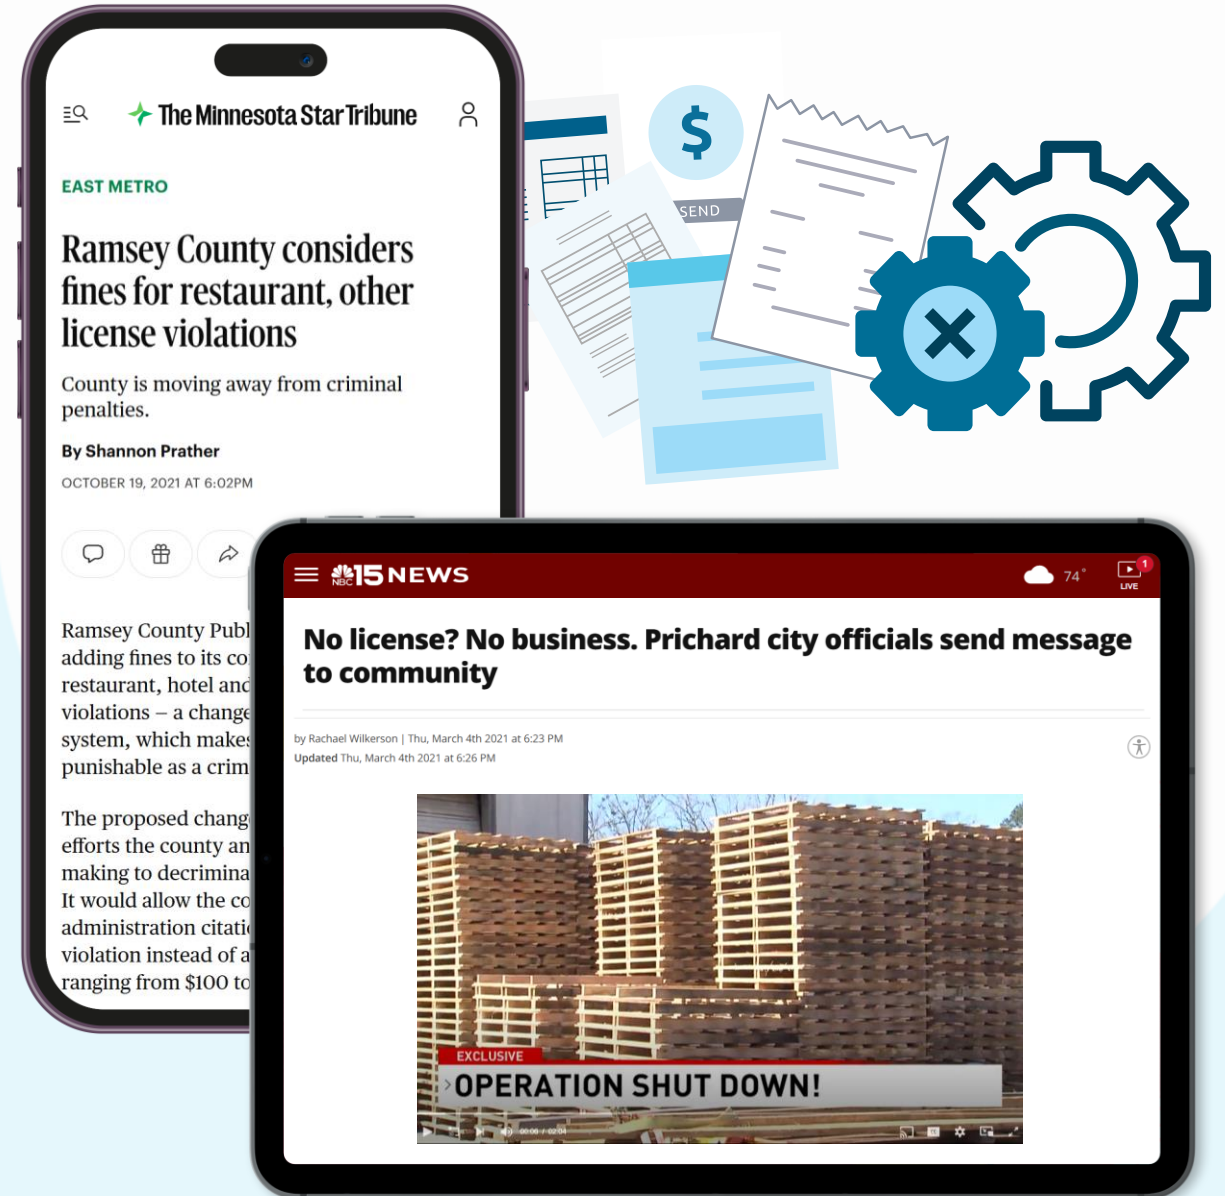 The Minnesota Star Tribune
EAST METRO
Ramsey County considers
fines for restaurant, other
license violations
County is moving away from criminal
penalties.
By Shannon Prather
OCTOBER 19, 2021 AT 6:02PM
Ramsey County Publ
adding fines to its co
restaurant, hotel and
violations – a change
system, which makes
punishable as a crim
The proposed chang
efforts the county an
making to decrimina
It would allow the co
administration citati
violation instead of a
ranging from $100 to
$
SEND
NBC 15 NEWS
74°
1
LIVE
No license? No business. Prichard city officials send message
to community
by Rachael Wilkerson | Thu, March 4th 2021 at 6:23 PM
Updated Thu, March 4th 2021 at 6:26 PM
EXCLUSIVE
OPERATION SHUT DOWN!
00:00 / 02:04